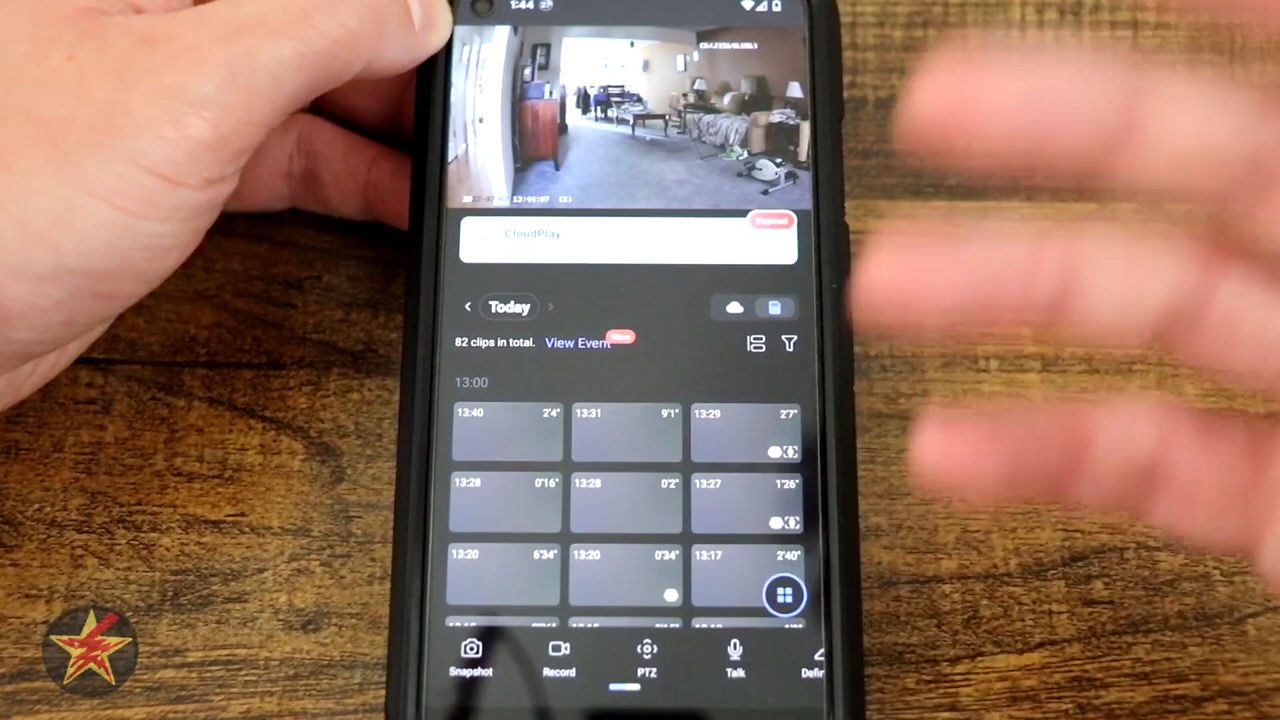 1:44 27
CloudPlay
Expired
Today
82 clips in total. View Event New
13:00
13:40 2'4" 13:31 9'1" 13:29 2'7"
13:28 0'16" 13:28 0'2" 13:27 1'26"
13:20 6'34" 13:20 0'34" 13:17 2'40"
Snapshot Record PTZ Talk